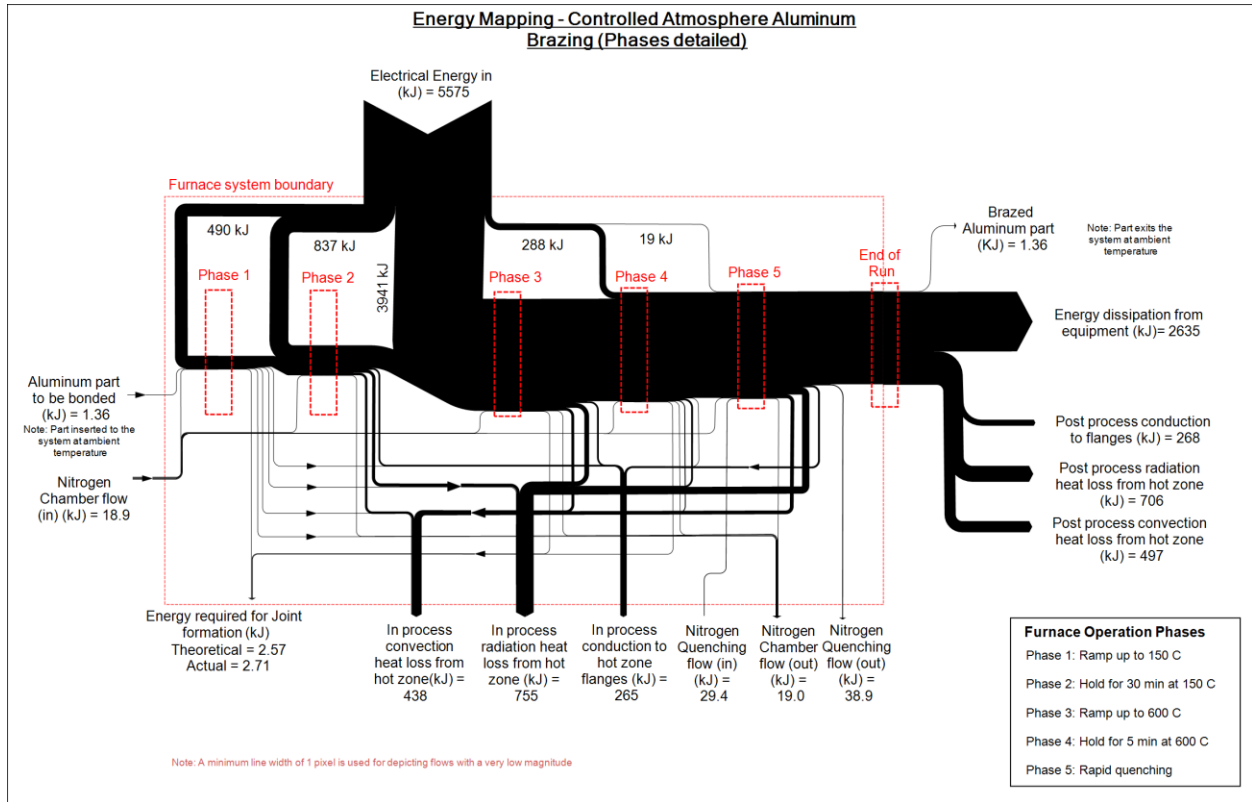 Energy Mapping - Controlled Atmosphere Aluminum
Brazing (Phases detailed)
Electrical Energy in
(kJ) = 5575
Furnace system boundary
490 kJ
837 kJ
3941 kJ
288 kJ
19 kJ
Phase 1
Phase 2
Phase 3
Phase 4
Phase 5
End of
Run
Brazed
Aluminum part
(KJ) = 1.36
Note: Part exits the
system at ambient
temperature
Energy dissipation from
equipment (kJ)= 2635
Aluminum part
to be bonded
(kJ) = 1.36
Note: Part inserted to the
system at ambient
temperature
Nitrogen
Chamber flow
(in) (kJ) = 18.9
Post process conduction
to flanges (kJ) = 268
Post process radiation
heat loss from hot zone
(kJ) = 706
Post process convection
heat loss from hot zone
(kJ) = 497
Energy required for Joint
formation (kJ)
Theoretical = 2.57
Actual = 2.71
In process
convection
heat loss from
hot zone(kJ) =
438
In process
radiation heat
loss from hot
zone (kJ) =
755
In process
conduction to
hot zone
flanges (kJ) =
265
Nitrogen
Quenching
flow (in)
(kJ) =
29.4
Nitrogen
Chamber
flow (out)
(kJ) =
19.0
Nitrogen
Quenching
flow (out)
(kJ) =
38.9
Furnace Operation Phases
Phase 1: Ramp up to 150 C
Phase 2: Hold for 30 min at 150 C
Phase 3: Ramp up to 600 C
Phase 4: Hold for 5 min at 600 C
Phase 5: Rapid quenching
Note: A minimum line width of 1 pixel is used for depicting flows with a very low magnitude